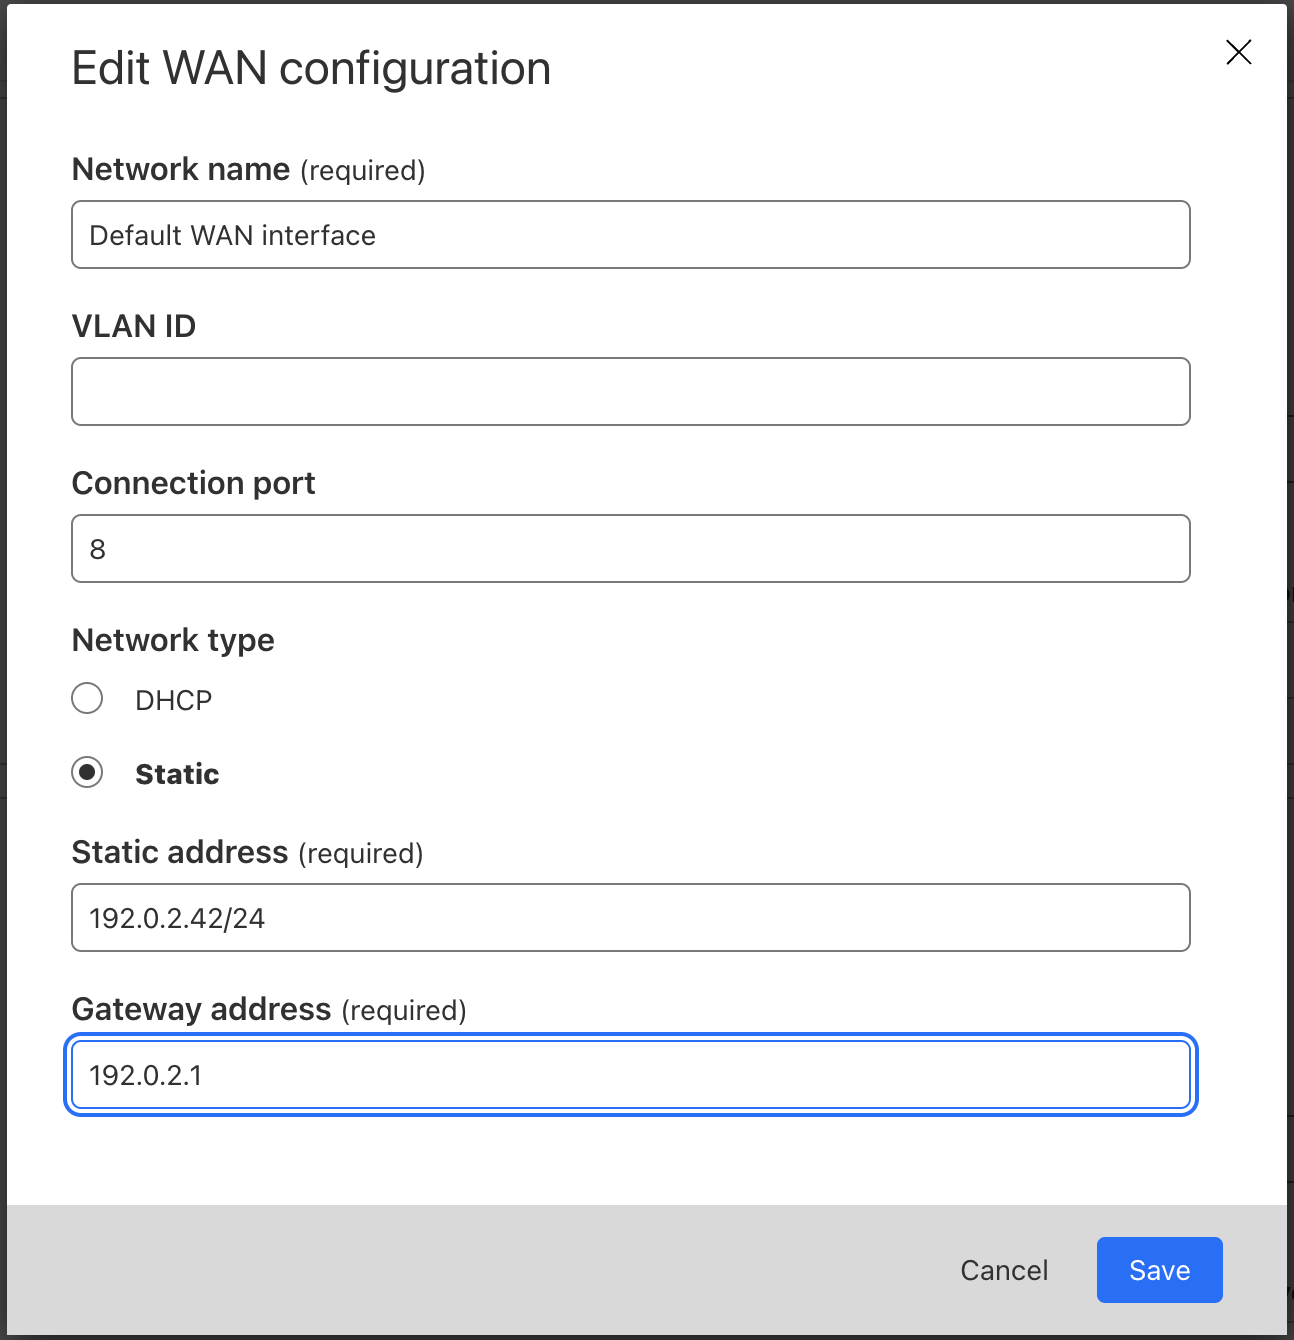 Edit WAN configuration
Network name (required)
Default WAN interface
VLAN ID
Connection port
8
Network type
DHCP
Static
Static address (required)
192.0.2.42/24
Gateway address (required)
192.0.2.1
Cancel
Save